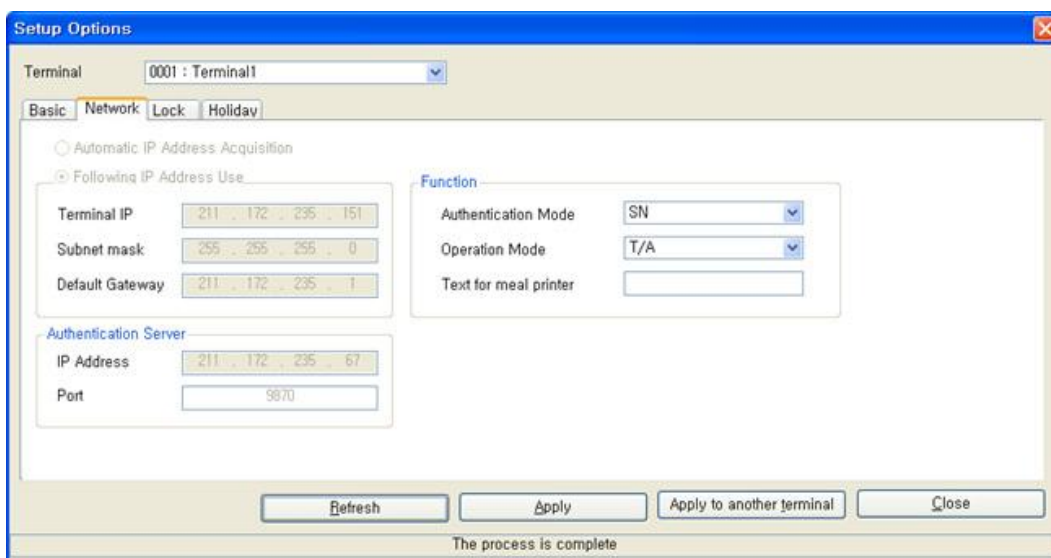 Setup Options
Terminal 0001 : Terminal1
Basic Network Lock Holiday
Automatic IP Address Acquisition
Following IP Address Use
Terminal IP 211 . 172 . 235 . 151
Subnet mask 255 . 255 . 255 . 0
Default Gateway 211 . 172 . 235 . 1
Function
Authentication Mode SN
Operation Mode T/A
Text for meal printer
Authentication Server
IP Address 211 . 172 . 235 . 67
Port 9870
Refresh Apply Apply to another terminal Close
The process is complete